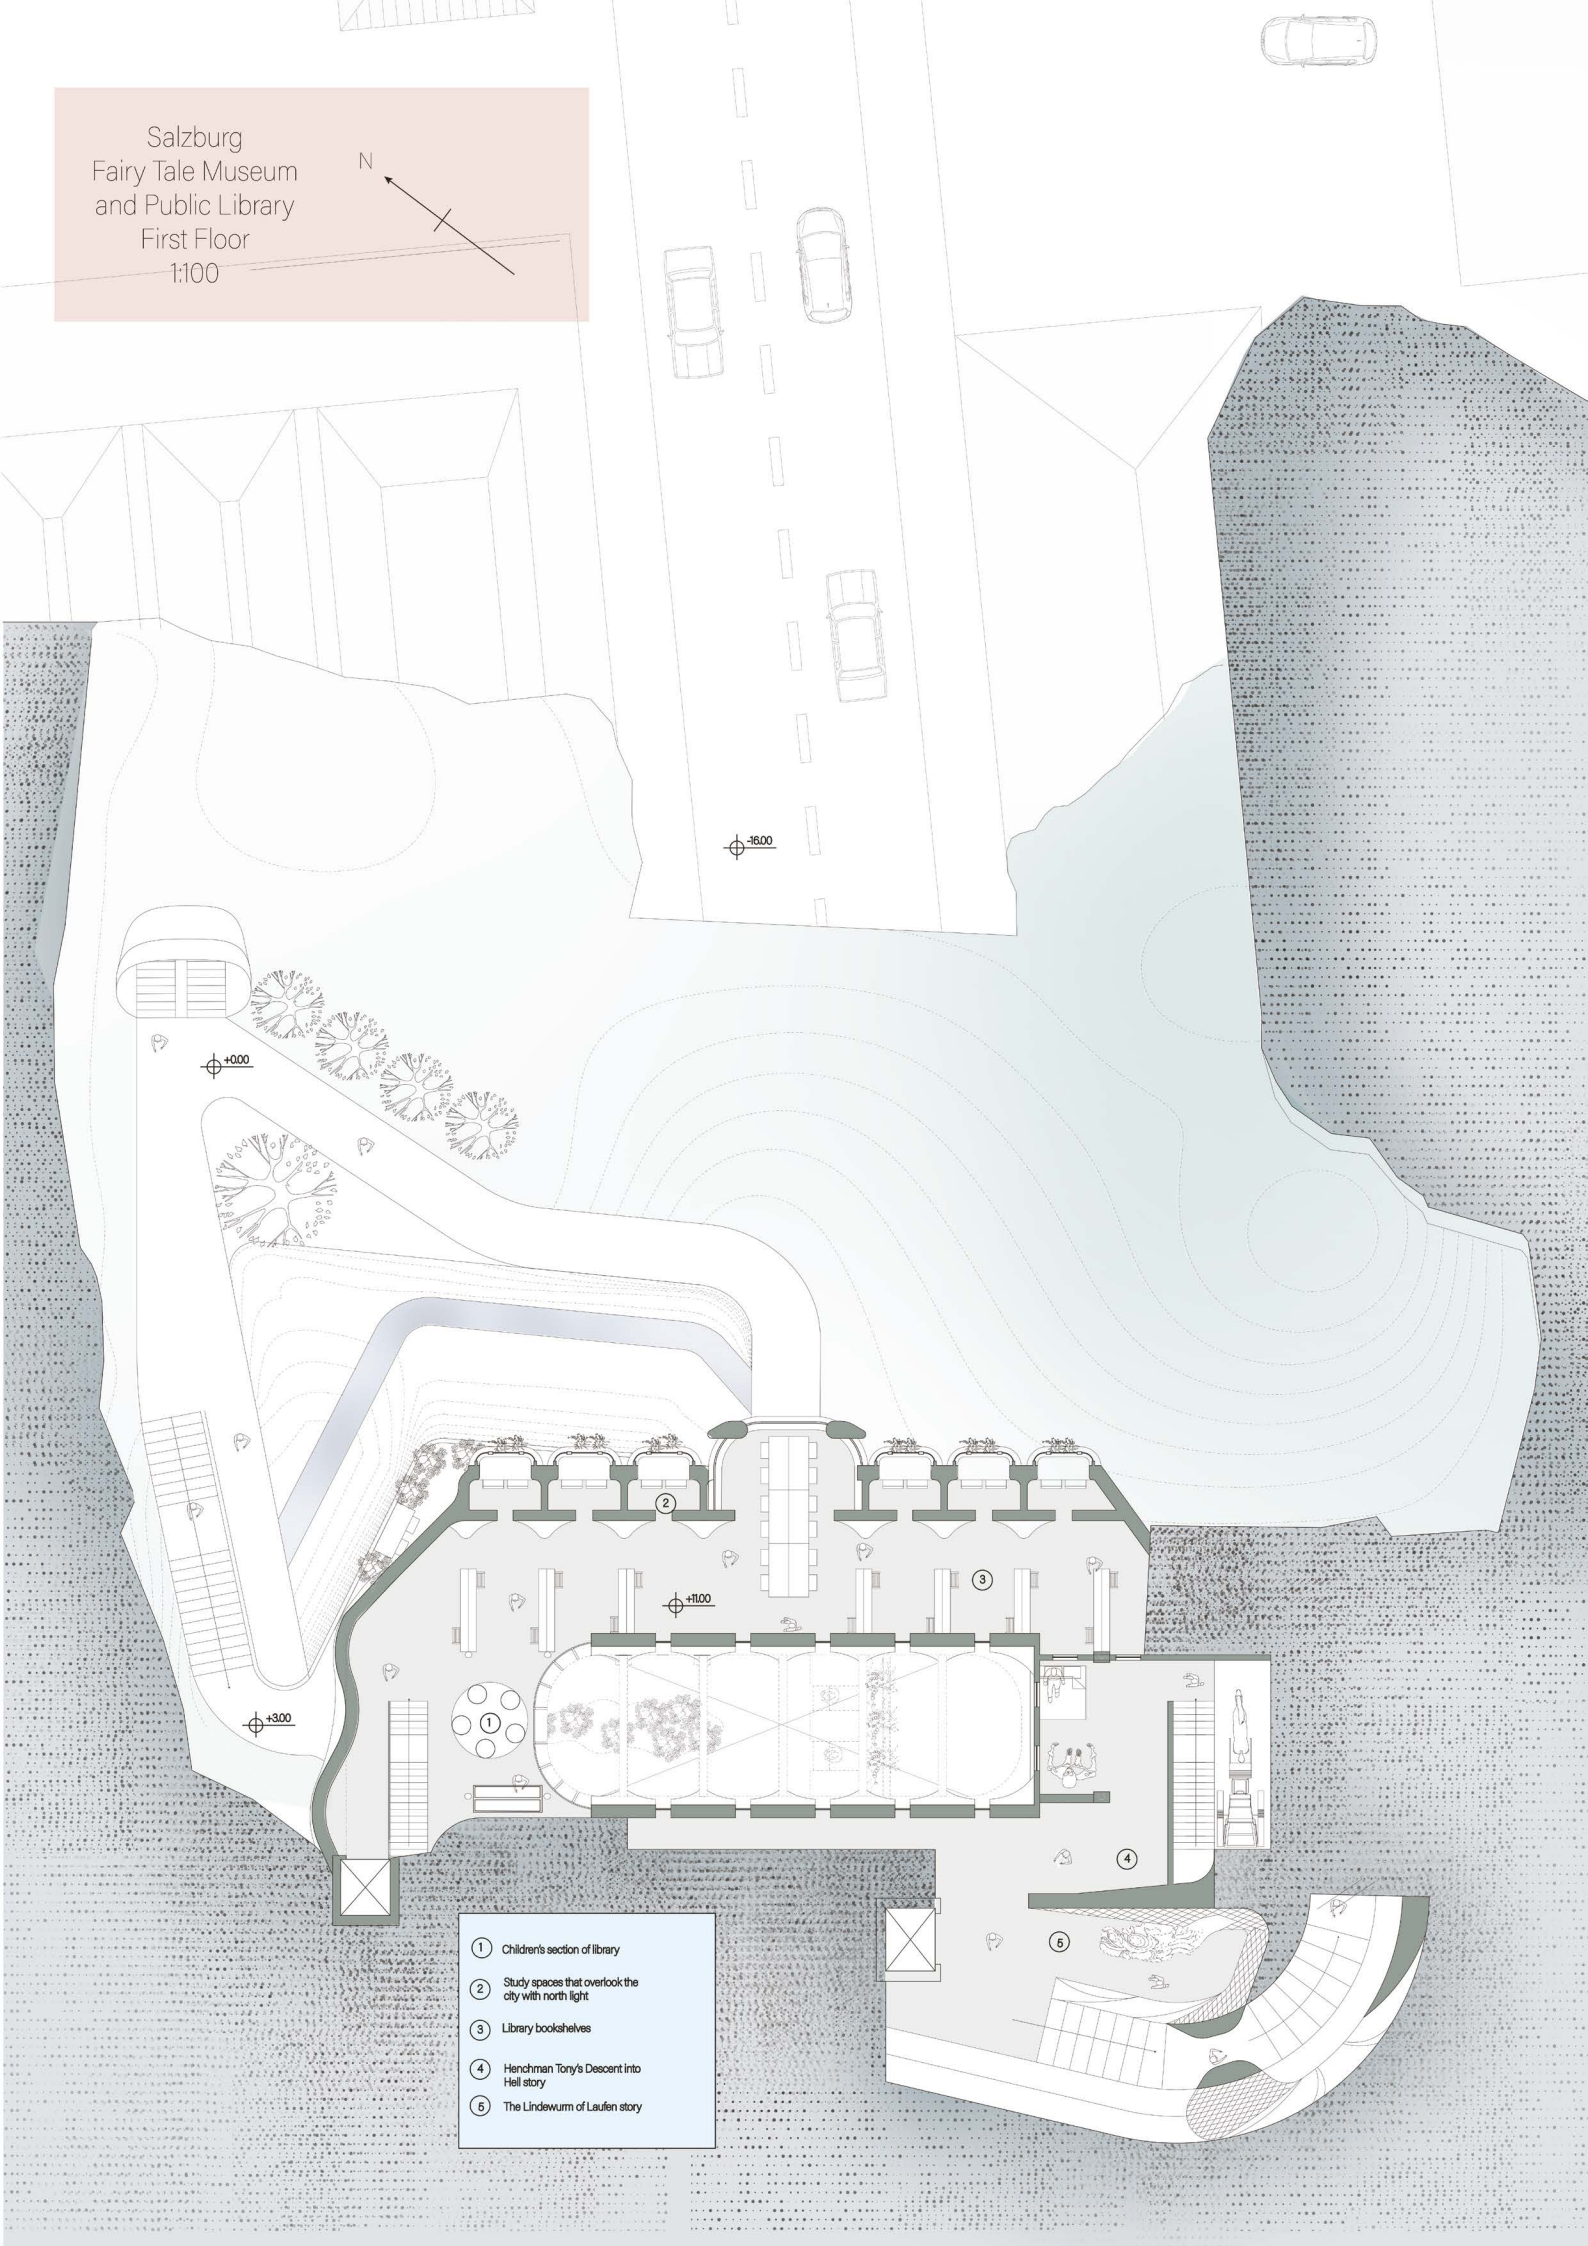 Salzburg
Fairy Tale Museum
and Public Library
First Floor
1:100
N
-16.00
+0.00
2
3
+11.00
1
+3.00
4
5
1 Children's section of library
2 Study spaces that overlook the
city with north light
3 Library bookshelves
4 Henchman Tony's Descent into
Hell story
5 The Lindewurm of Laufen story